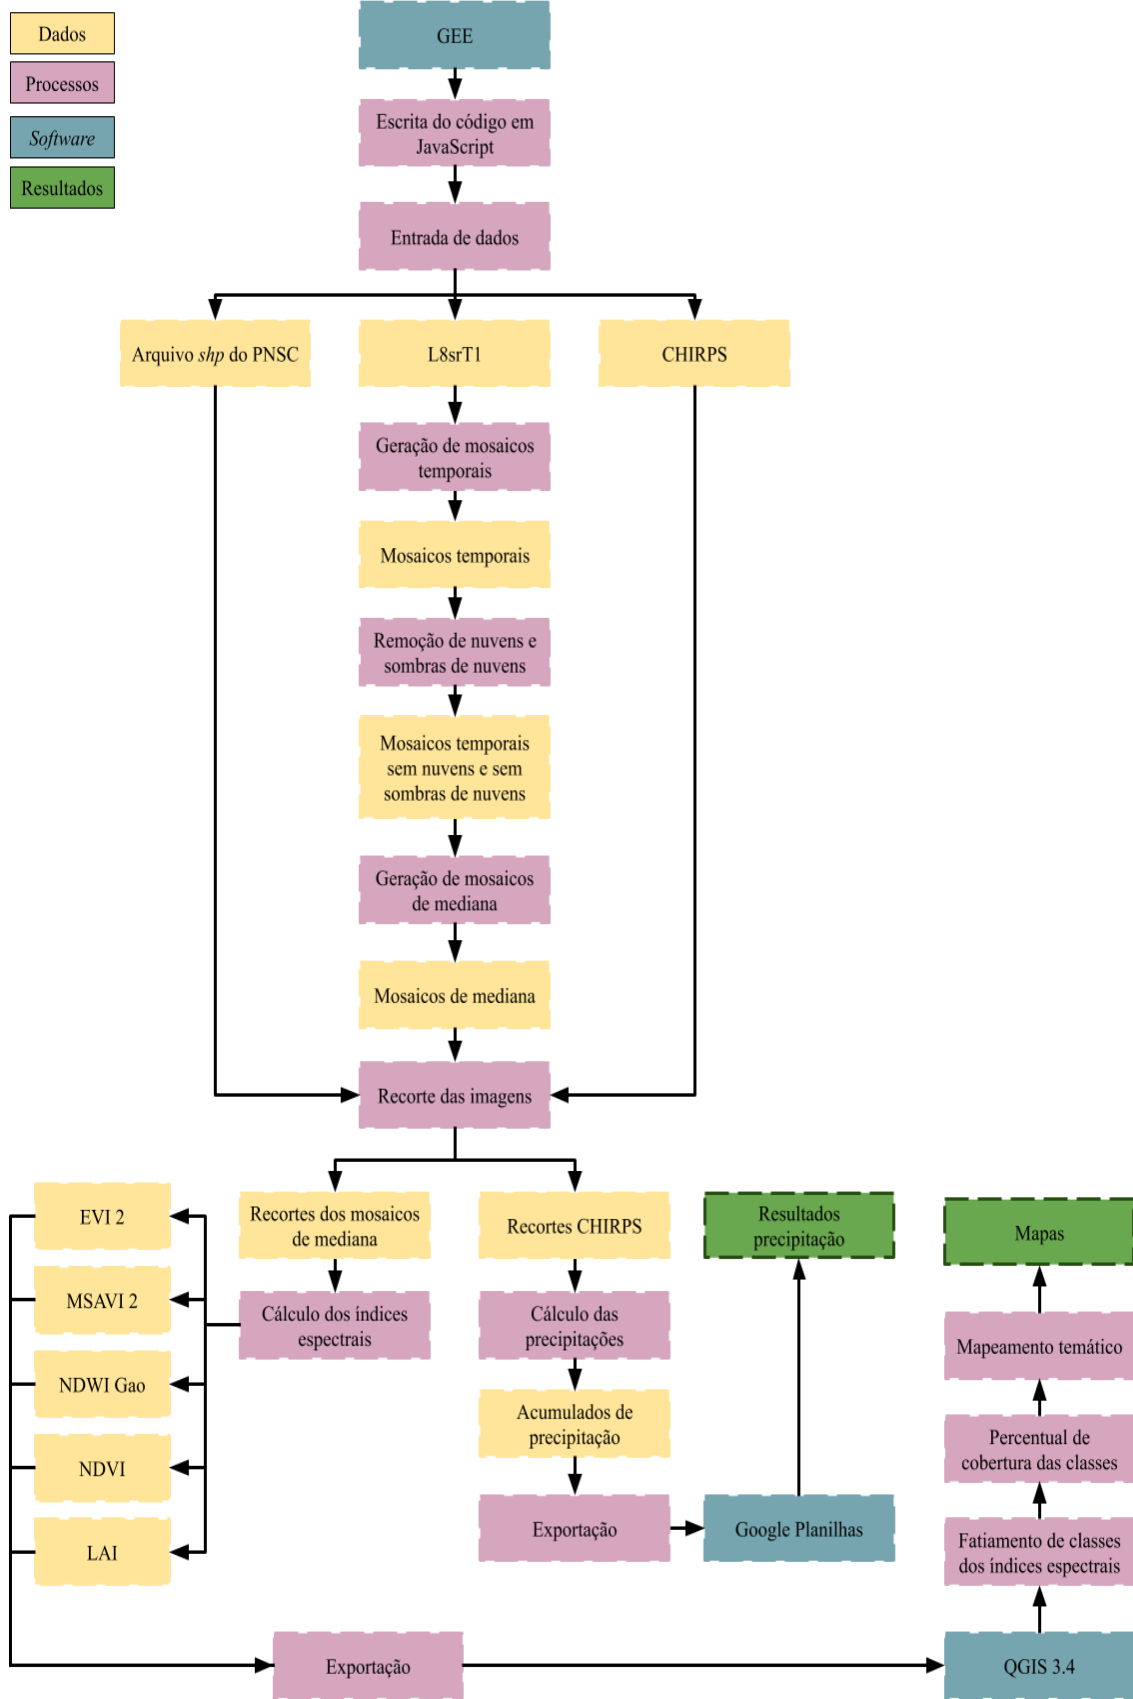 Dados
Processos
Software
Resultados
GEE
Escrita do código em
JavaScript
Entrada de dados
Arquivo shp do PNSC
L8srT1
CHIRPS
Geração de mosaicos
temporais
Mosaicos temporais
Remoção de nuvens e
sombras de nuvens
Mosaicos temporais
sem nuvens e sem
sombras de nuvens
Geração de mosaicos
de mediana
Mosaicos de mediana
Recorte das imagens
EVI 2
MSAVI 2
NDWI Gao
NDVI
LAI
Recortes dos mosaicos
de mediana
Cálculo dos índices
espectrais
Recortes CHIRPS
Cálculo das
precipitações
Acumulados de
precipitação
Exportação
Google Planilhas
Resultados
precipitação
Mapas
Mapeamento temático
Percentual de
cobertura das classes
Fatiamento de classes
dos índices espectrais
Exportação
QGIS 3.4